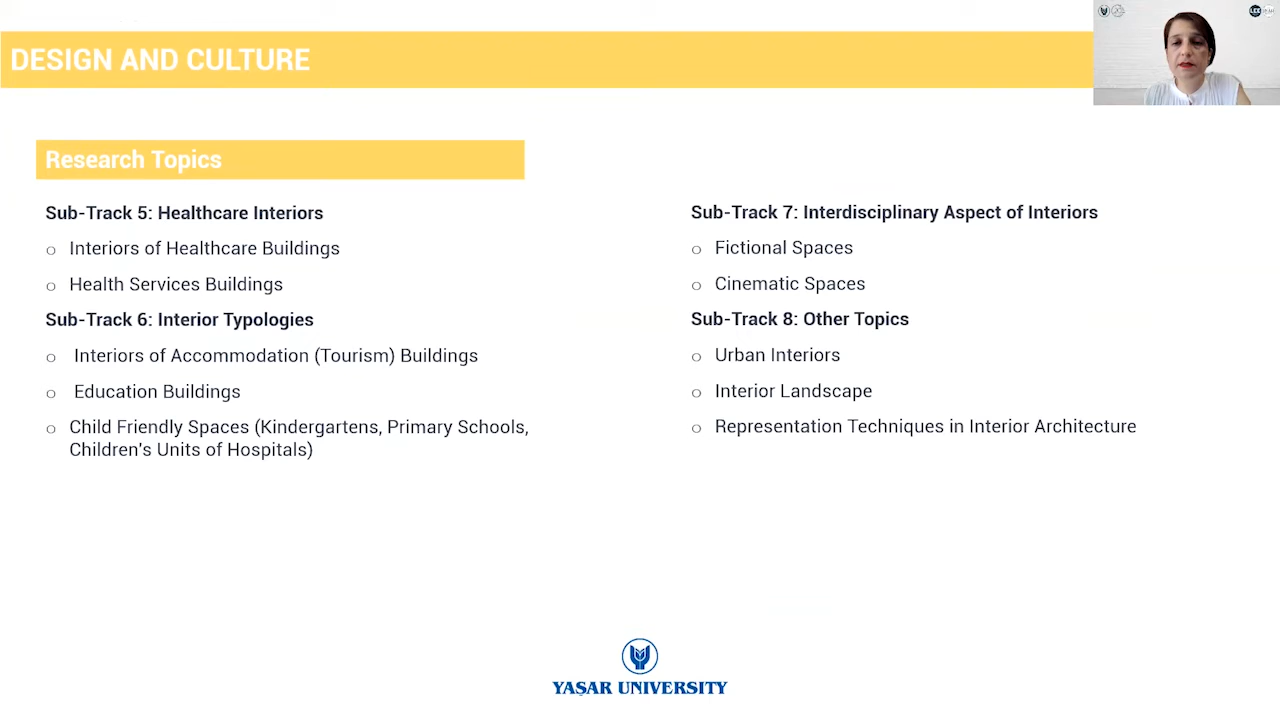 DESIGN AND CULTURE
Research Topics
Sub-Track 5: Healthcare Interiors
o Interiors of Healthcare Buildings
o Health Services Buildings
Sub-Track 6: Interior Typologies
o Interiors of Accommodation (Tourism) Buildings
o Education Buildings
o Child Friendly Spaces (Kindergartens, Primary Schools,
Children's Units of Hospitals)
Sub-Track 7: Interdisciplinary Aspect of Interiors
o Fictional Spaces
o Cinematic Spaces
Sub-Track 8: Other Topics
o Urban Interiors
o Interior Landscape
o Representation Techniques in Interior Architecture
YAŞAR UNIVERSITY